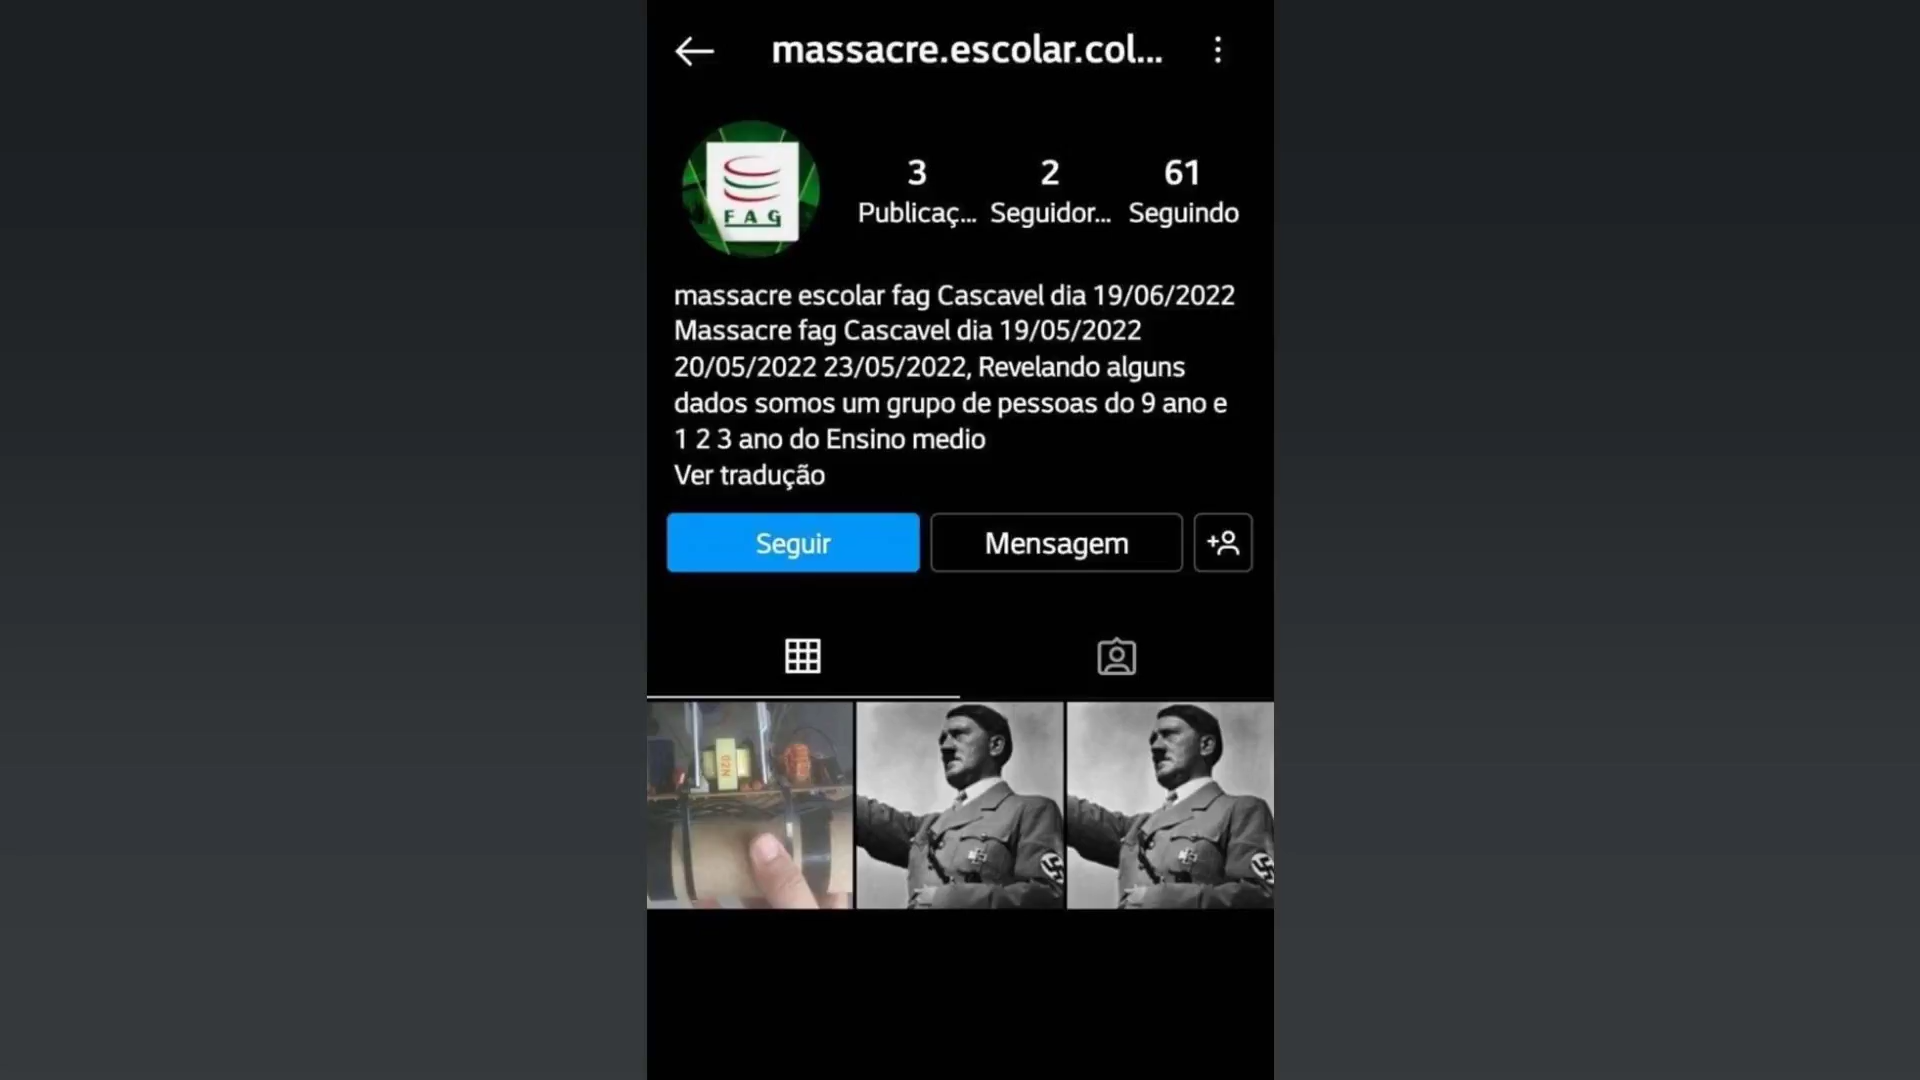 massacre.escolar.col...
FAG
3 2 61
Publicaç... Seguidor... Seguindo
massacre escolar fag Cascavel dia 19/06/2022
Massacre fag Cascavel dia 19/05/2022
20/05/2022 23/05/2022, Revelando alguns
dados somos um grupo de pessoas do 9 ano e
1 2 3 ano do Ensino medio
Ver tradução
Seguir Mensagem